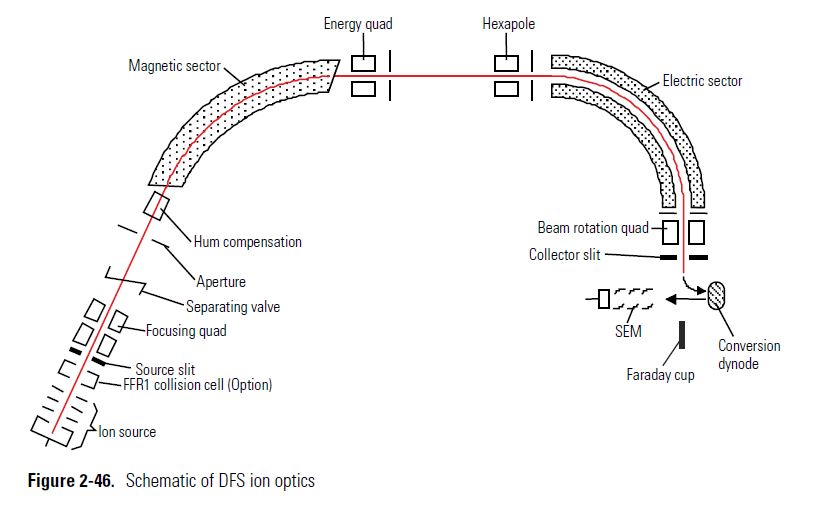 Energy quad
Hexapole
Magnetic sector
Electric sector
Hum compensation
Aperture
Separating valve
Focusing quad
Source slit
FFR1 collision cell (Option)
Ion source
Beam rotation quad
Collector slit
SEM
Faraday cup
Conversion
dynode
Figure 2-46. Schematic of DFS ion optics